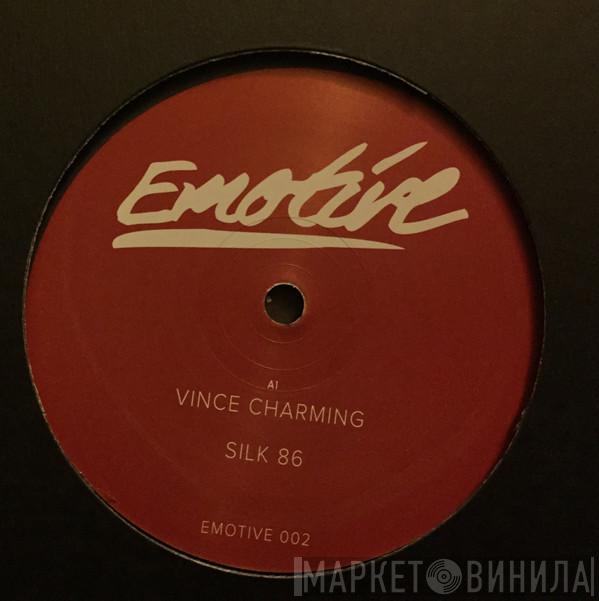 Emotive
A1
VINCE CHARMING
SILK 86
EMOTIVE 002
МАРКЕТ ВИНИЛА